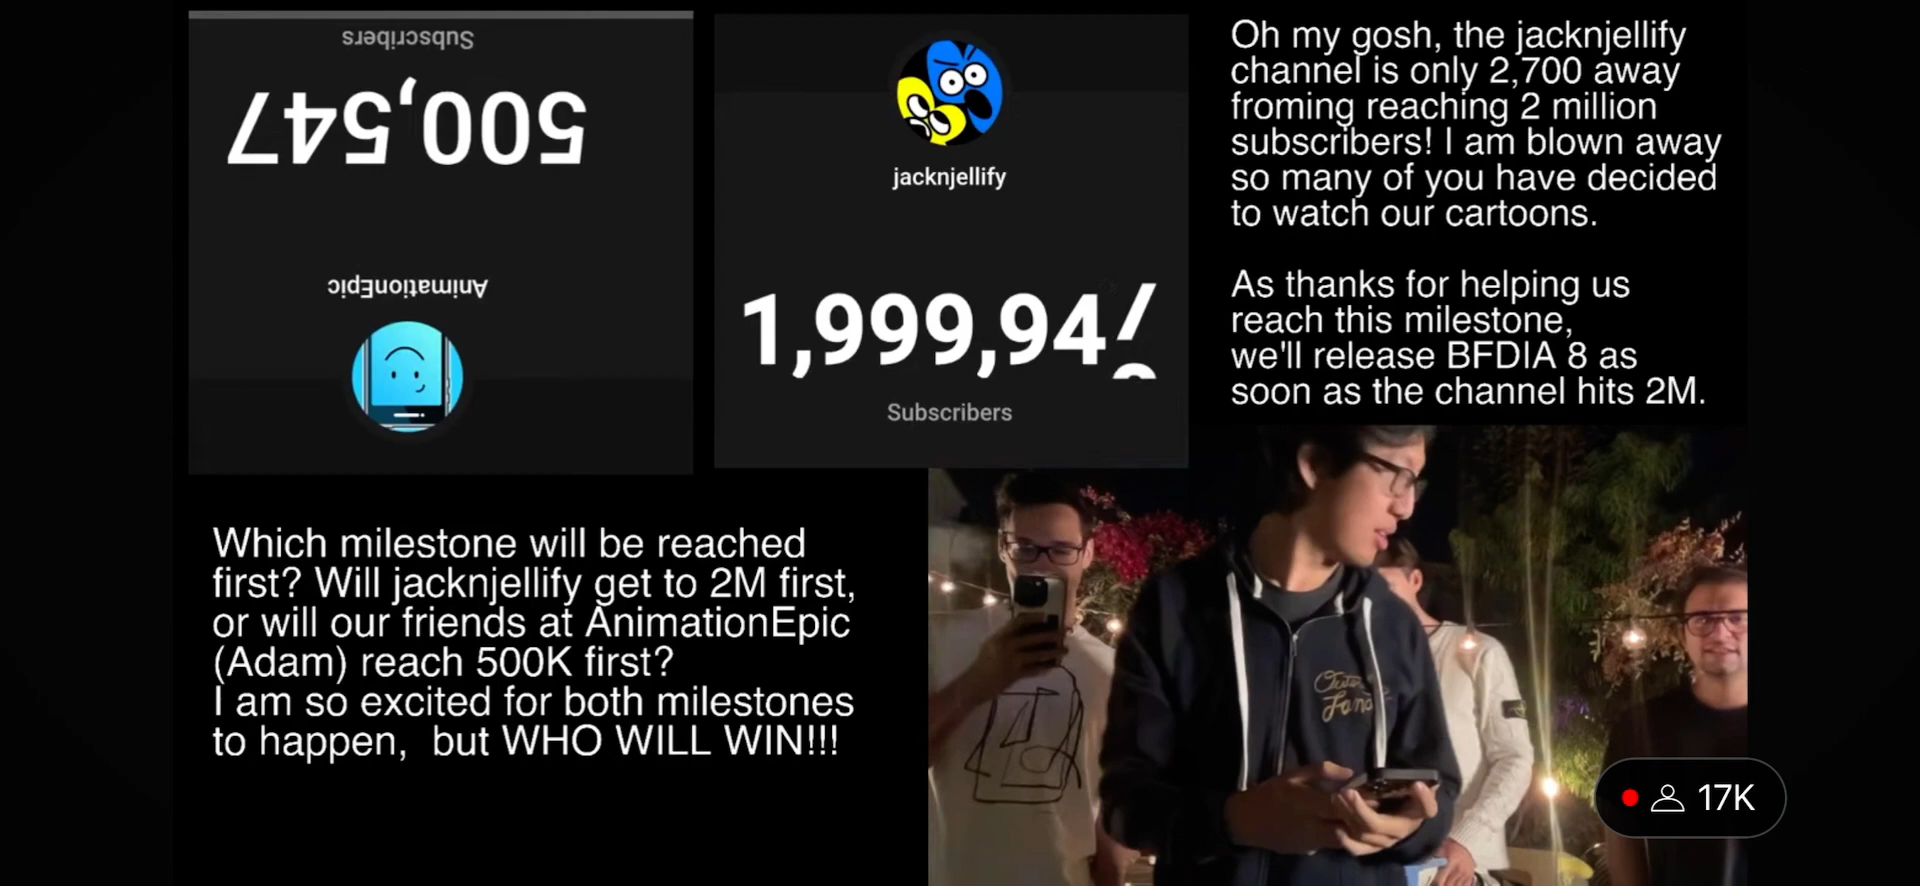 Subscribers
500,547
AnimationEpic
jacknjellify
1,999,94
Subscribers
Oh my gosh, the jacknjellify
channel is only 2,700 away
froming reaching 2 million
subscribers! I am blown away
so many of you have decided
to watch our cartoons.
As thanks for helping us
reach this milestone,
we'll release BFDIA 8 as
soon as the channel hits 2M.
Which milestone will be reached
first? Will jacknjellify get to 2M first,
or will our friends at AnimationEpic
(Adam) reach 500K first?
I am so excited for both milestones
to happen,  but WHO WILL WIN!!!
17K